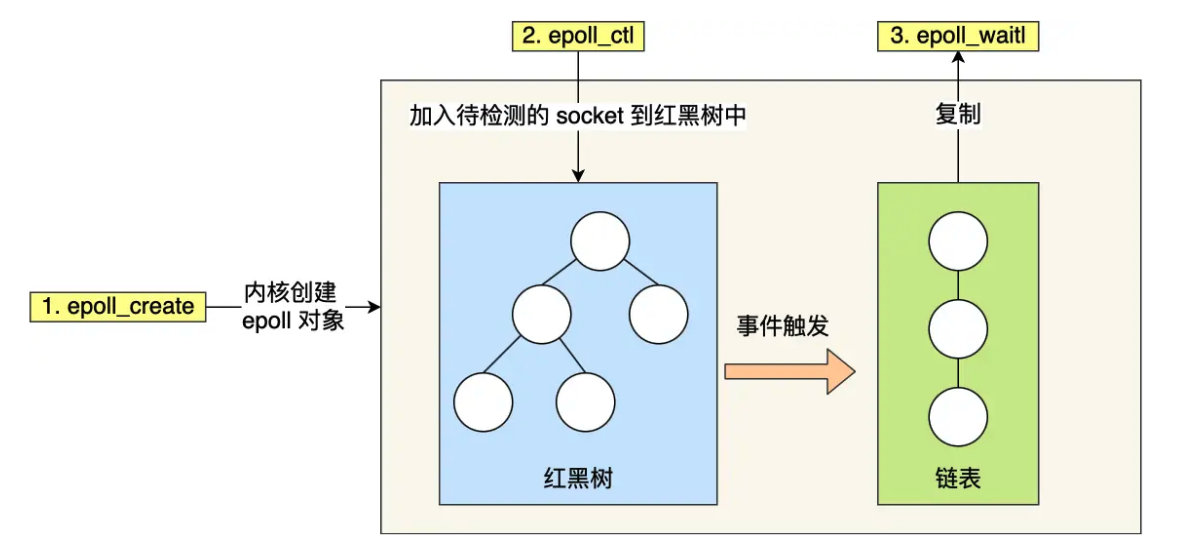 2. epoll_ctl
3. epoll_waitl
加入待检测的 socket 到红黑树中
复制
1. epoll_create
内核创建
epoll 对象
事件触发
红黑树
链表